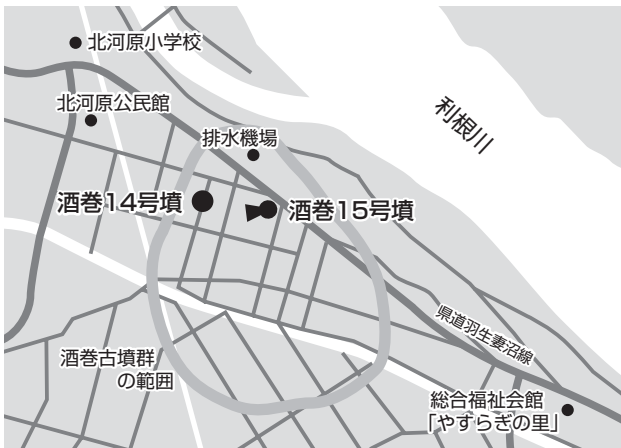 北河原小学校
北河原公民館
利根川
排水機場
酒巻14号墳
酒巻15号墳
県道羽生妻沼線
酒巻古墳群
の範囲
総合福祉会館
「やすらぎの里」